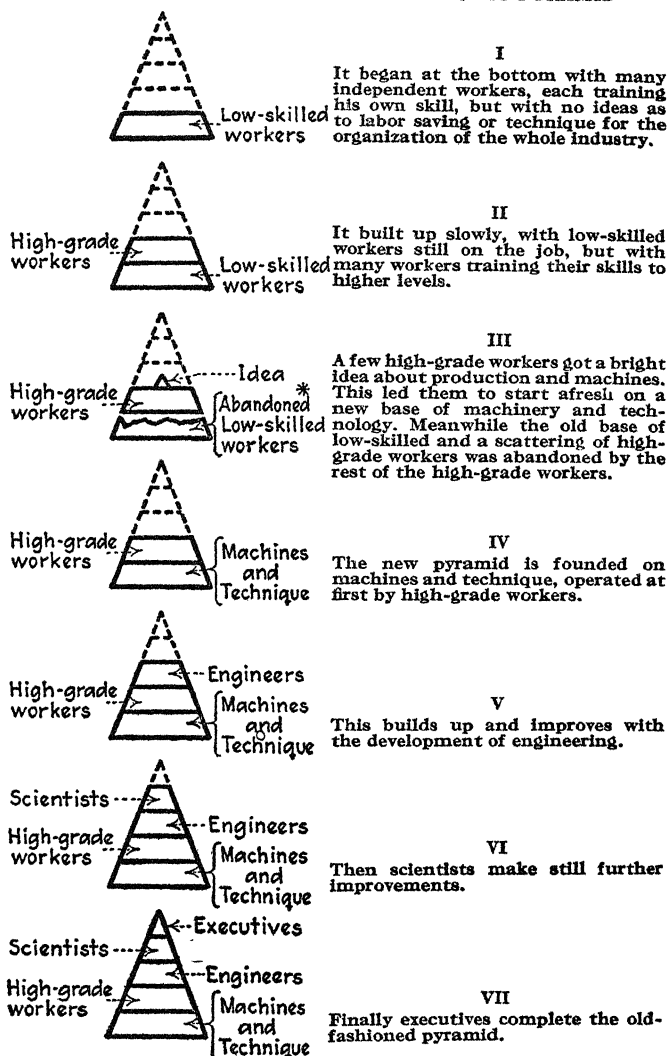 I
It began at the bottom with many
independent workers, each training
his own skill, but with no ideas as
to labor saving or technique for the
organization of the whole industry.
Low-skilled
workers
II
It built up slowly, with low-skilled
workers still on the job, but with
many workers training their skills to
higher levels.
High-grade
workers
Low-skilled
workers
III
A few high-grade workers got a bright
idea about production and machines.
This led them to start afresh on a
new base of machinery and tech-
nology. Meanwhile the old base of
low-skilled and a scattering of high-
grade workers was abandoned by the
rest of the high-grade workers.
Idea
High-grade
workers
Abandoned*
Low-skilled
workers
IV
The new pyramid is founded on
machines and technique, operated at
first by high-grade workers.
High-grade
workers
Machines
and
Technique
V
This builds up and improves with
the development of engineering.
Engineers
High-grade
workers
Machines
and
Technique
VI
Then scientists make still further
improvements.
Scientists
Engineers
High-grade
workers
Machines
and
Technique
VII
Finally executives complete the old-
fashioned pyramid.
Executives
Scientists
Engineers
High-grade
workers
Machines
and
Technique